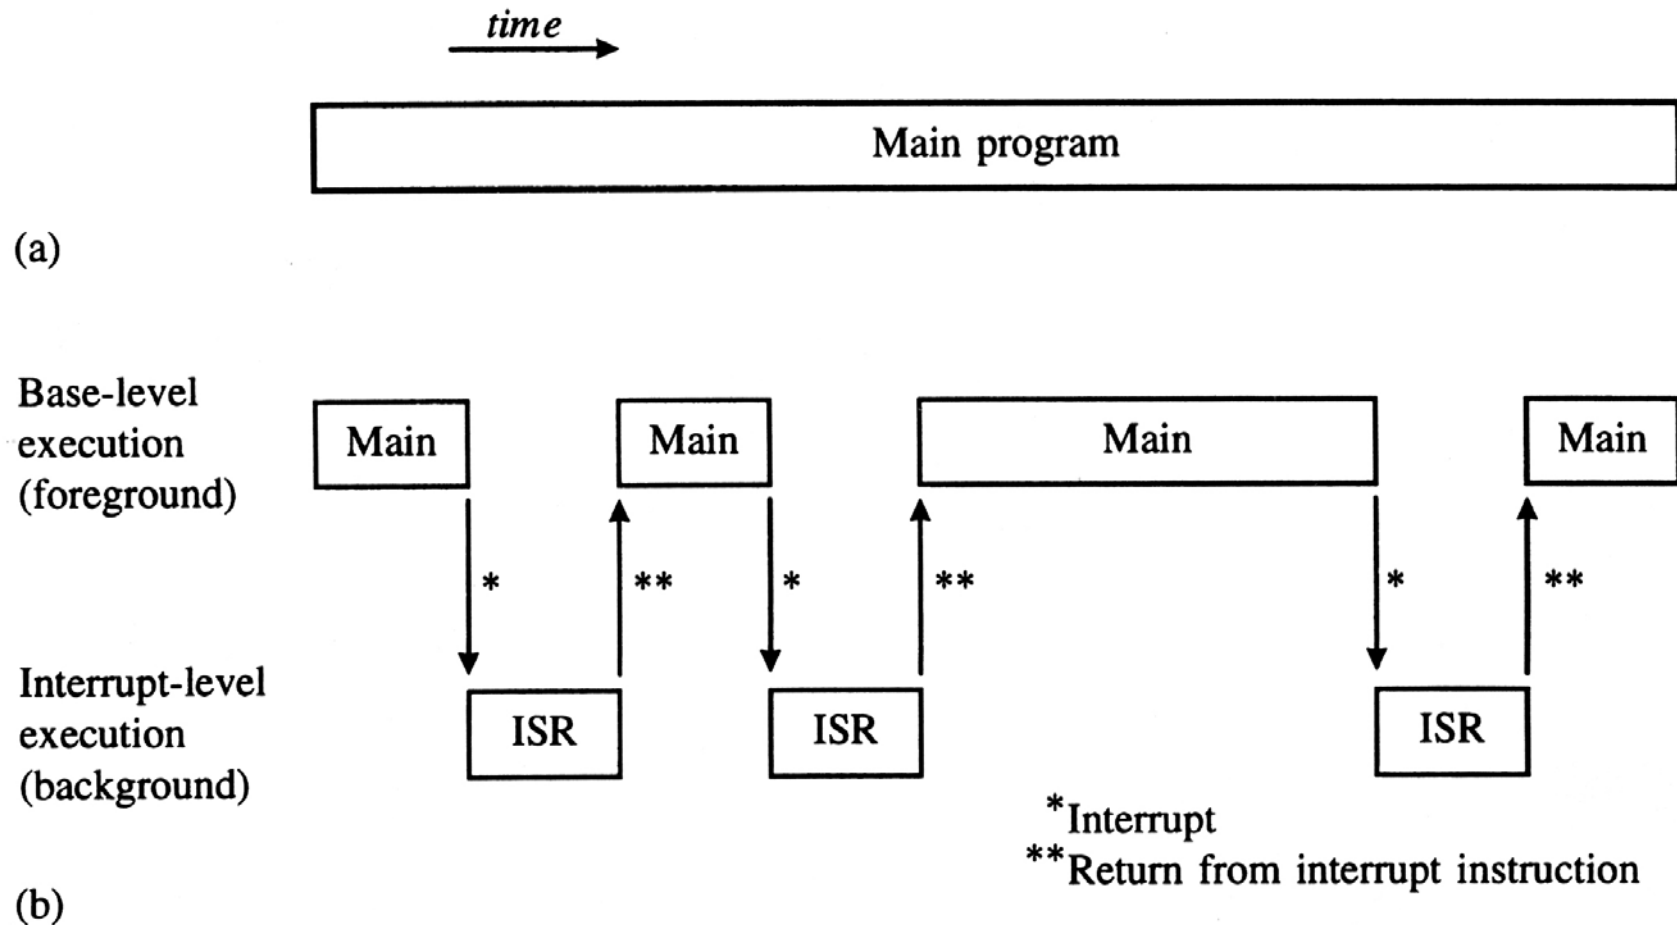 time
Main program
(a)
Base-level
execution
(foreground)
Main
Main
Main
Main
*
**
*
**
*
**
Interrupt-level
execution
(background)
ISR
ISR
ISR
*Interrupt
**Return from interrupt instruction
(b)